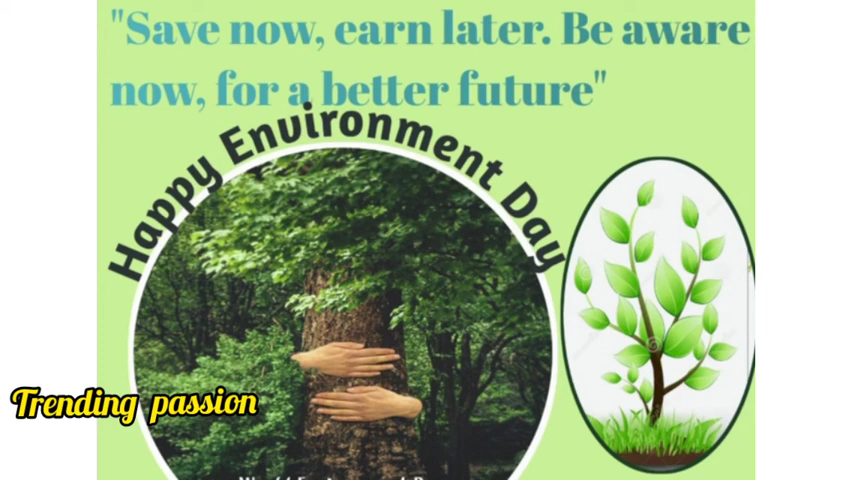 "Save now, earn later. Be aware
now, for a better future"
Happy Environment Day
Trending passion